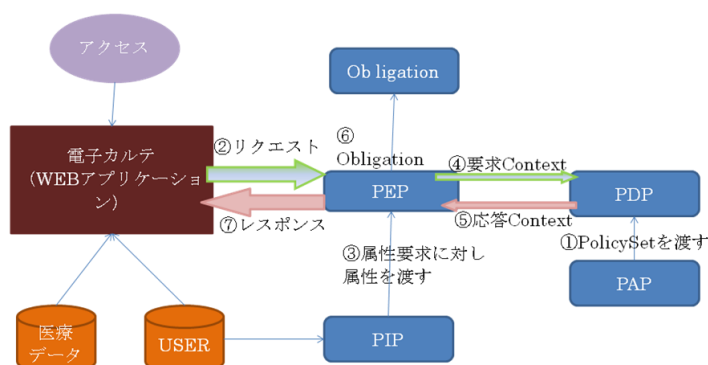 アクセス
Ob ligation
電子カルテ
（WEBアプリケーショ
ン）
②リクエスト
⑥
Obligation
④要求Context
PEP
PDP
⑦レスポンス
⑤応答Context
①PolicySetを渡す
③属性要求に対し
属性を渡す
PAP
医療
データ
USER
PIP